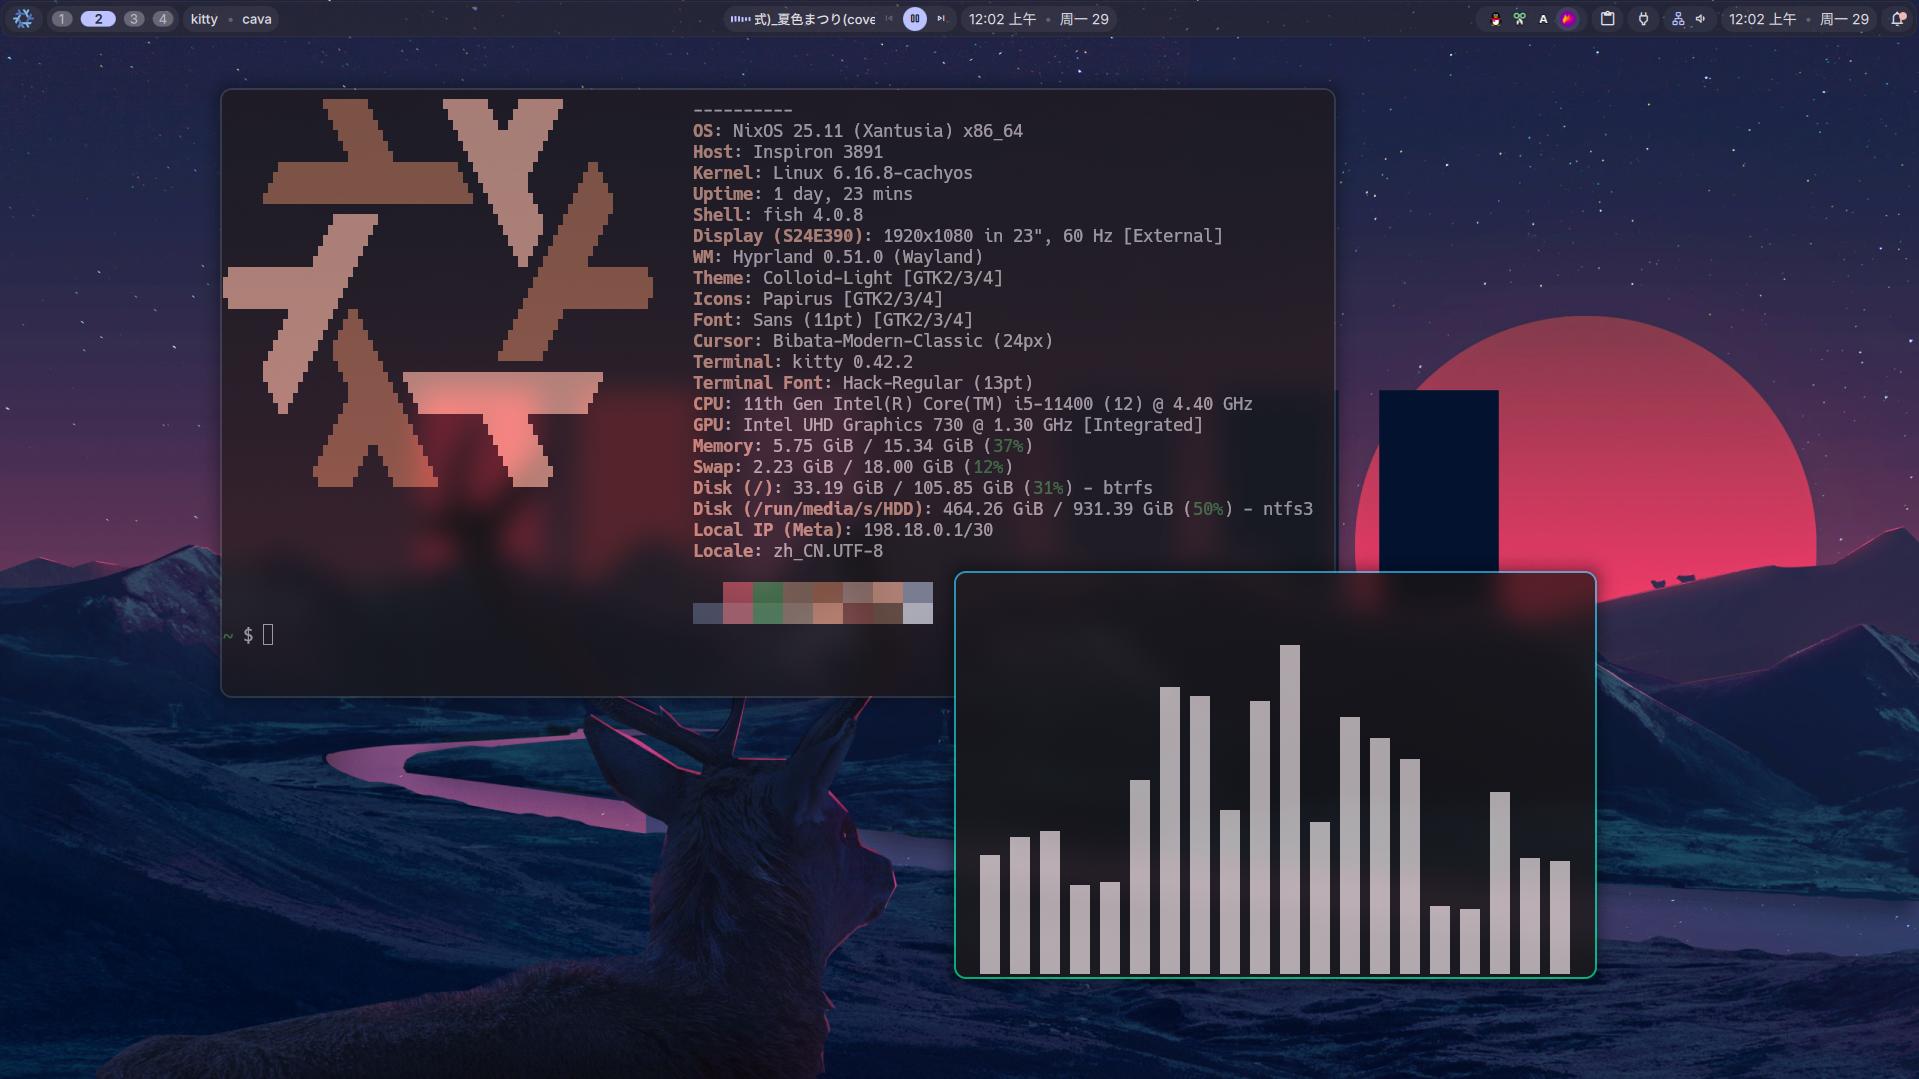 1 2 3 4 kitty • cava
式)_夏色まつり(cove
12:02 上午 • 周一 29
A
12:02 上午 • 周一 29
----------
OS: NixOS 25.11 (Xantusia) x86_64
Host: Inspiron 3891
Kernel: Linux 6.16.8-cachyos
Uptime: 1 day, 23 mins
Shell: fish 4.0.8
Display (S24E390): 1920x1080 in 23", 60 Hz [External]
WM: Hyprland 0.51.0 (Wayland)
Theme: Colloid-Light [GTK2/3/4]
Icons: Papirus [GTK2/3/4]
Font: Sans (11pt) [GTK2/3/4]
Cursor: Bibata-Modern-Classic (24px)
Terminal: kitty 0.42.2
Terminal Font: Hack-Regular (13pt)
CPU: 11th Gen Intel(R) Core(TM) i5-11400 (12) @ 4.40 GHz
GPU: Intel UHD Graphics 730 @ 1.30 GHz [Integrated]
Memory: 5.75 GiB / 15.34 GiB (37%)
Swap: 2.23 GiB / 18.00 GiB (12%)
Disk (/): 33.19 GiB / 105.85 GiB (31%) - btrfs
Disk (/run/media/s/HDD): 464.26 GiB / 931.39 GiB (50%) - ntfs3
Local IP (Meta): 198.18.0.1/30
Locale: zh_CN.UTF-8
~ $